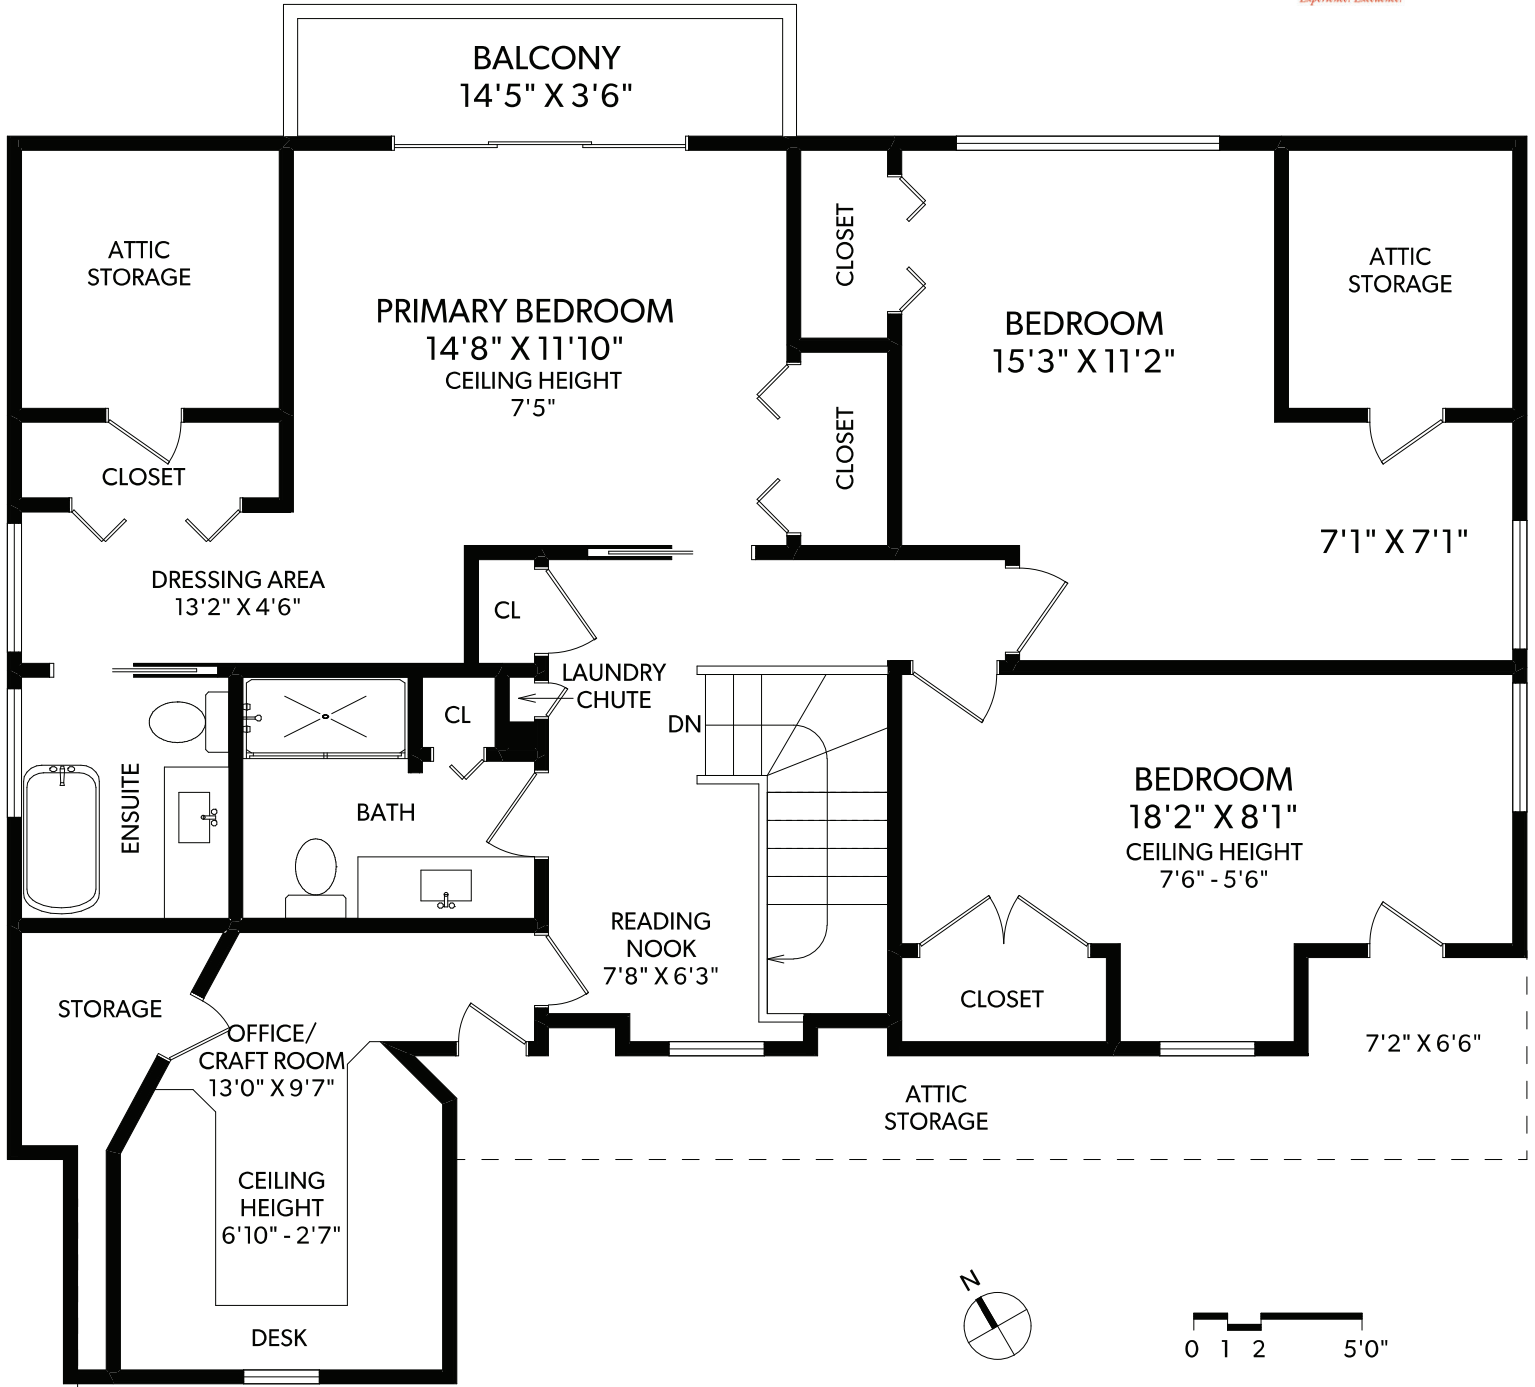 BALCONY
14'5" X 3'6"
ATTIC
STORAGE
PRIMARY BEDROOM
14'8" X 11'10"
CEILING HEIGHT
7'5"
CLOSET
CLOSET
BEDROOM
15'3" X 11'2"
ATTIC
STORAGE
CLOSET
7'1" X 7'1"
DRESSING AREA
13'2" X 4'6"
CL
LAUNDRY
CHUTE
CL
DN
ENSUITE
BATH
BEDROOM
18'2" X 8'1"
CEILING HEIGHT
7'6" - 5'6"
READING
NOOK
7'8" X 6'3"
STORAGE
OFFICE/
CRAFT ROOM
13'0" X 9'7"
CLOSET
7'2" X 6'6"
ATTIC
STORAGE
CEILING
HEIGHT
6'10" - 2'7"
DESK
N
0 1 2 5'0"